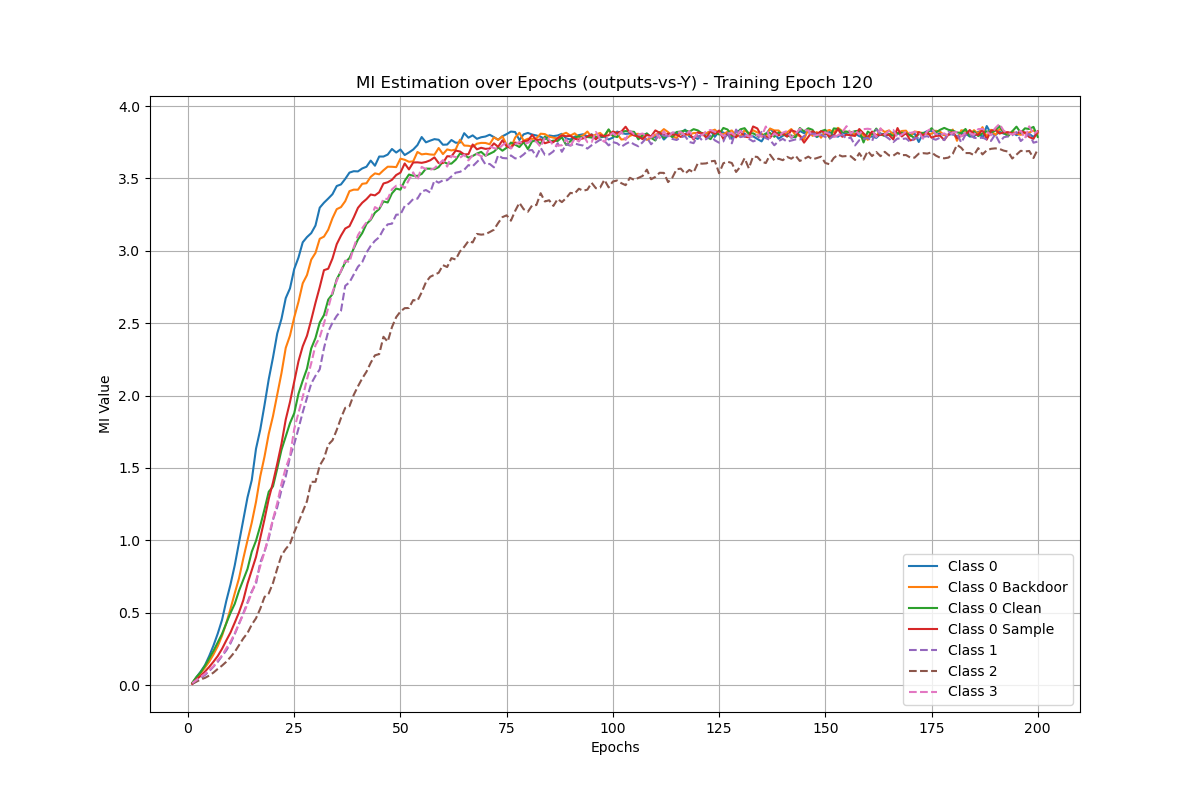 MI Estimation over Epochs (outputs-vs-Y) - Training Epoch 120
4.0
3.5
3.0
2.5
2.0
1.5
1.0
0.5
0.0
MI Value
0 25 50 75 100 125 150 175 200
Epochs
Class 0
Class 0 Backdoor
Class 0 Clean
Class 0 Sample
Class 1
Class 2
Class 3